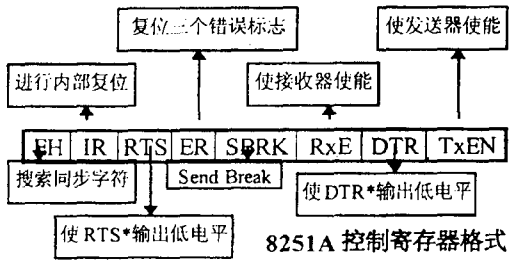 复位三个错误标志
使发送器使能
进行内部复位
使接收器使能
EH IR RTS ER SBRK RxE DTR TxEN
搜索同步字符
Send Break
使DTR*输出低电平
使RTS*输出低电平
8251A 控制寄存器格式